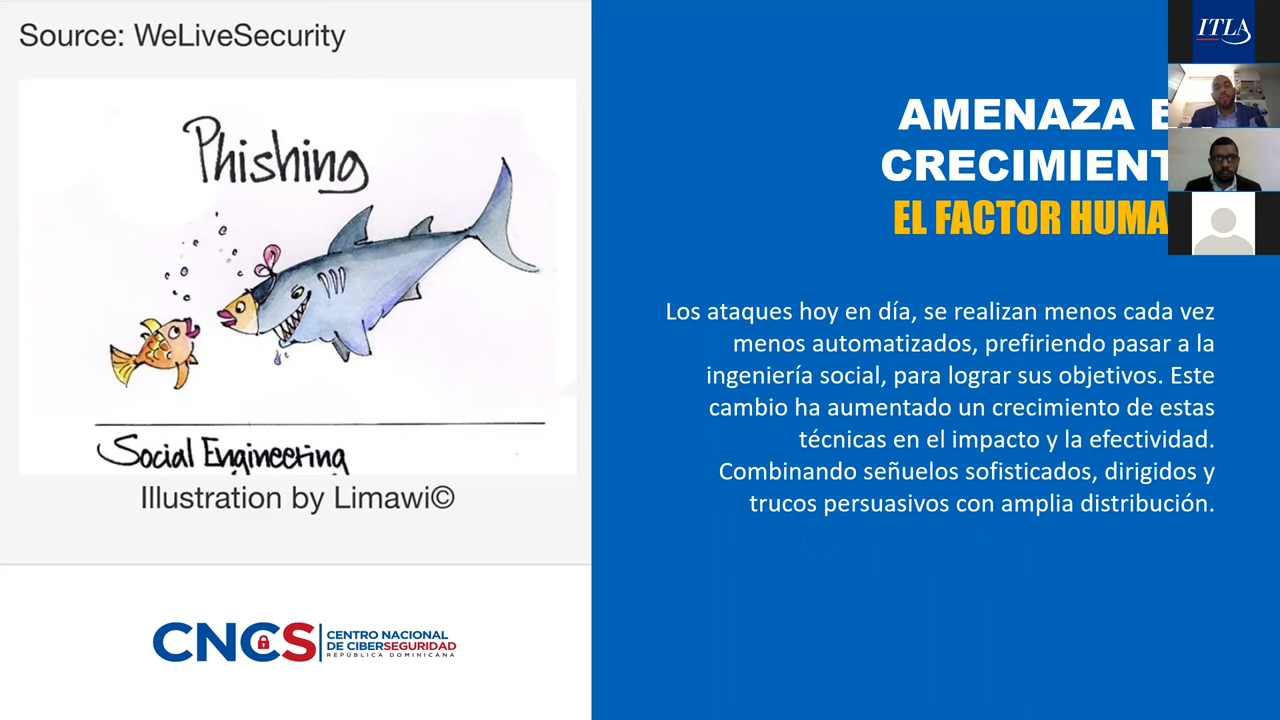 Source: WeLiveSecurity
Phishing
Social Engineering
Illustration by Limawi©
CNCS
CENTRO NACIONAL
DE CIBERSEGURIDAD
REPÚBLICA DOMINICANA
AMENAZA E
CRECIMIENT
EL FACTOR HUMA
Los ataques hoy en día, se realizan menos cada vez
menos automatizados, prefiriendo pasar a la
ingeniería social, para lograr sus objetivos. Este
cambio ha aumentado un crecimiento de estas
técnicas en el impacto y la efectividad.
Combinando señuelos sofisticados, dirigidos y
trucos persuasivos con amplia distribución.
ITLA